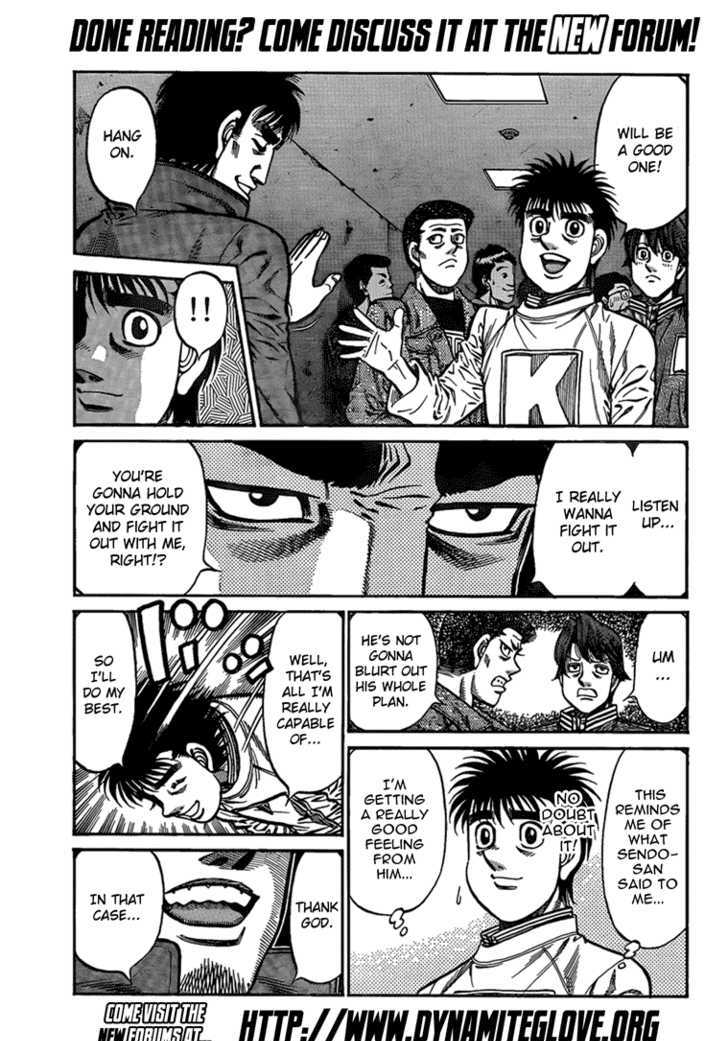 DONE READING? COME DISCUSS IT AT THE NEW FORUM!
WILL BE
A GOOD
ONE!
HANG
ON.
!!
LISTEN
UP...
I REALLY
WANNA
FIGHT IT
OUT.
YOU'RE
GONNA HOLD
YOUR GROUND
AND FIGHT IT
OUT WITH ME,
RIGHT!?
UM
...
HE'S NOT
GONNA
BLURT OUT
HIS WHOLE
PLAN.
THIS
REMINDS
ME OF
WHAT
SENDO-
SAN
SAID TO
ME...
NO
DOUBT
ABOUT
IT!
I'M
GETTING
A REALLY
GOOD
FEELING
FROM
HIM...
WELL,
THAT'S
ALL I'M
REALLY
CAPABLE
OF...
SO
I'LL
DO MY
BEST.
THANK
GOD.
IN THAT
CASE...
K
COME VISIT THE
NEW FORUMS AT...
HTTP://WWW.DYNAMITEGLOVE.ORG